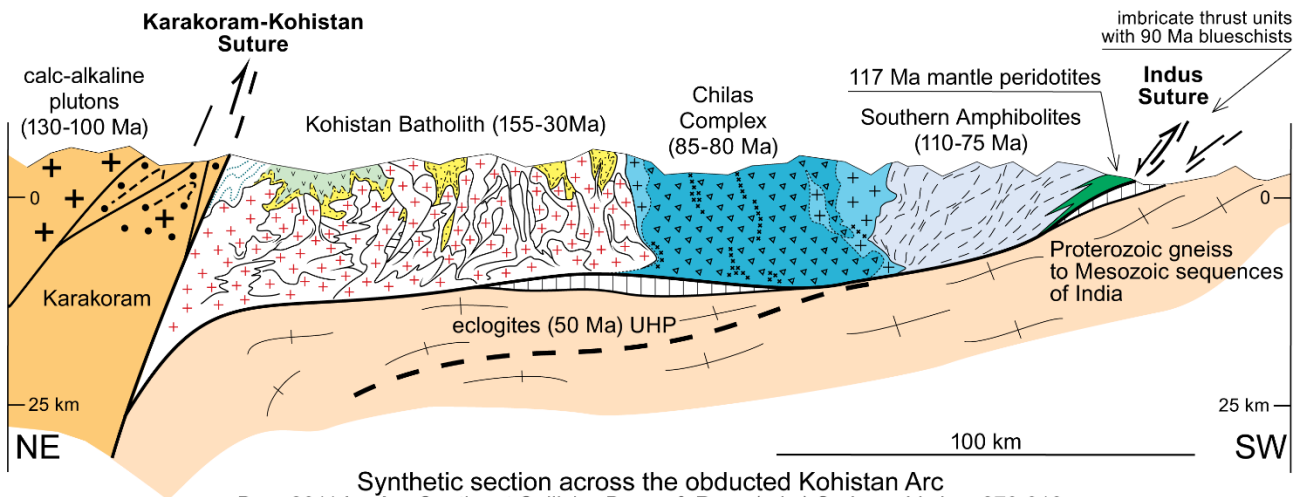 Karakoram-Kohistan
Suture
imbricate thrust units
with 90 Ma blueschists
calc-alkaline
plutons
(130-100 Ma)
Kohistan Batholith (155-30Ma)
Chilas
Complex
(85-80 Ma)
117 Ma mantle peridotites
Indus
Suture
Southern Amphibolites
(110-75 Ma)
0
0
Karakoram
Proterozoic gneiss
to Mesozoic sequences
of India
eclogites (50 Ma) UHP
25 km
25 km
NE
100 km
SW
Synthetic section across the obducted Kohistan Arc